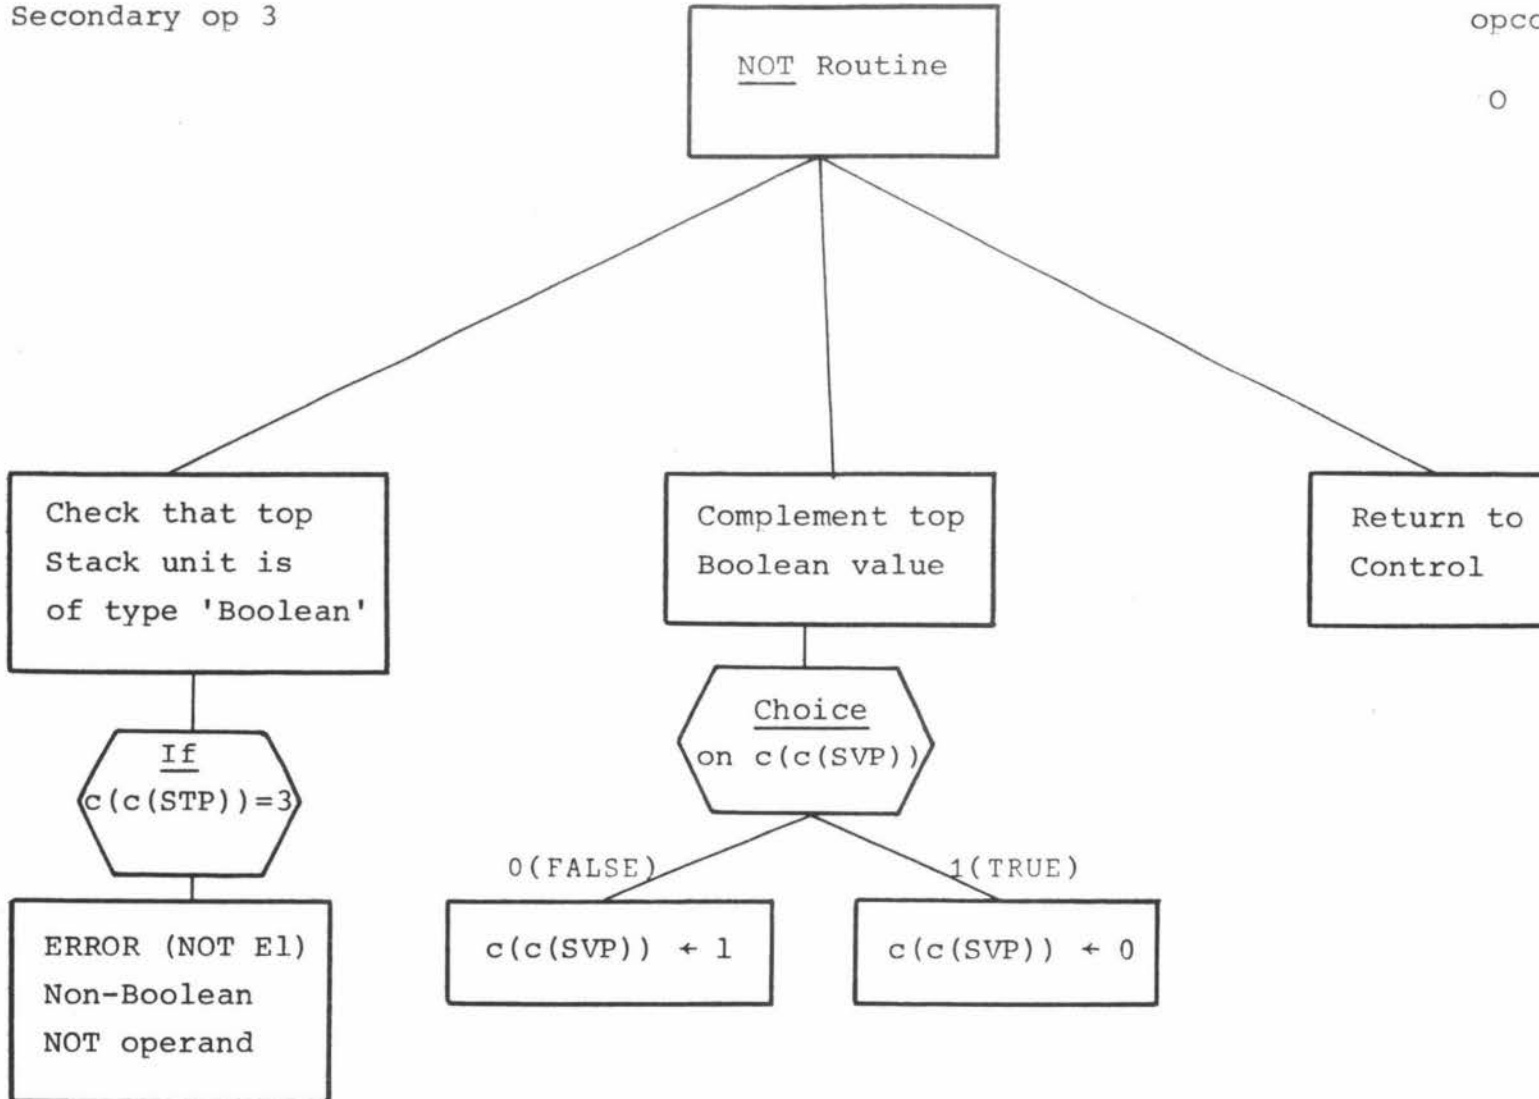 Secondary op 3
opco
0
NOT Routine
Check that top
Stack unit is
of type 'Boolean'
Complement top
Boolean value
Return to
Control
If
c(c(STP))=3
Choice
on c(c(SVP))
0(FALSE)
1(TRUE)
ERROR (NOT E1)
Non-Boolean
NOT operand
c(c(SVP)) ← 1
c(c(SVP)) ← 0